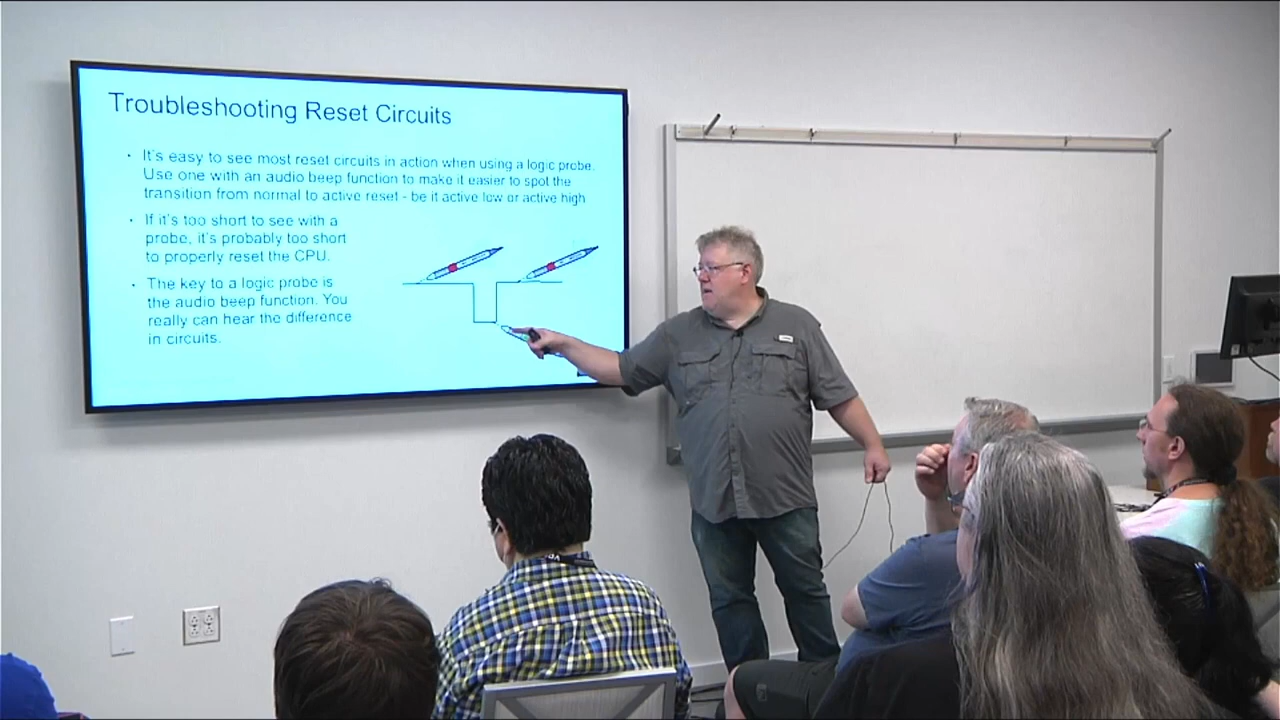 Troubleshooting Reset Circuits
· It's easy to see most reset circuits in action when using a logic probe.
Use one with an audio beep function to make it easier to spot the
transition from normal to active reset - be it active low or active high
· If it's too short to see with a
probe, it's probably too short
to properly reset the CPU.
· The key to a logic probe is
the audio beep function. You
really can hear the difference
in circuits.